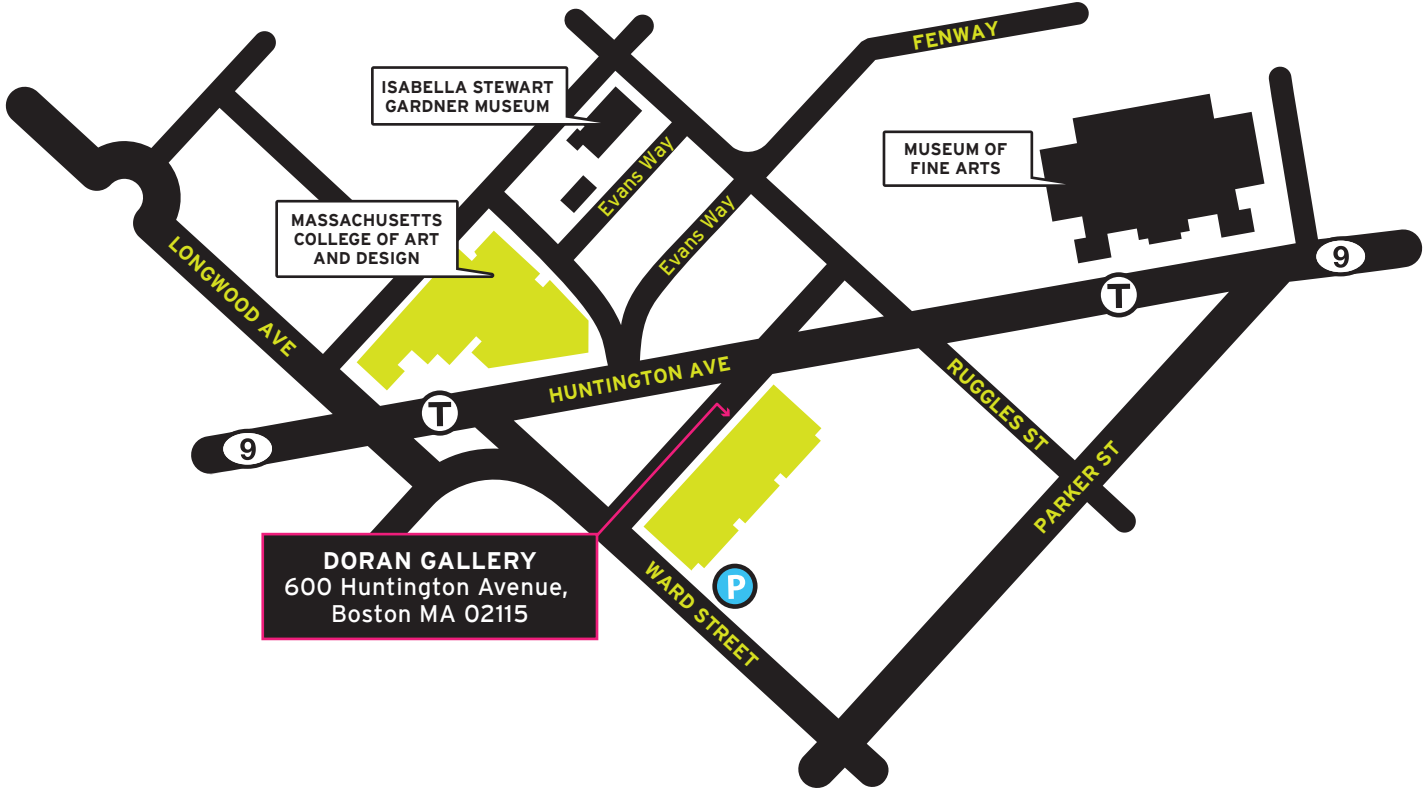 FENWAY
ISABELLA STEWART
GARDNER MUSEUM
MUSEUM OF
FINE ARTS
Evans Way
Evans Way
MASSACHUSETTS
COLLEGE OF ART
AND DESIGN
LONGWOOD AVE
9
T
HUNTINGTON AVE
T
9
RUGGLES ST
PARKER ST
DORAN GALLERY
600 Huntington Avenue,
Boston MA 02115
WARD STREET
P